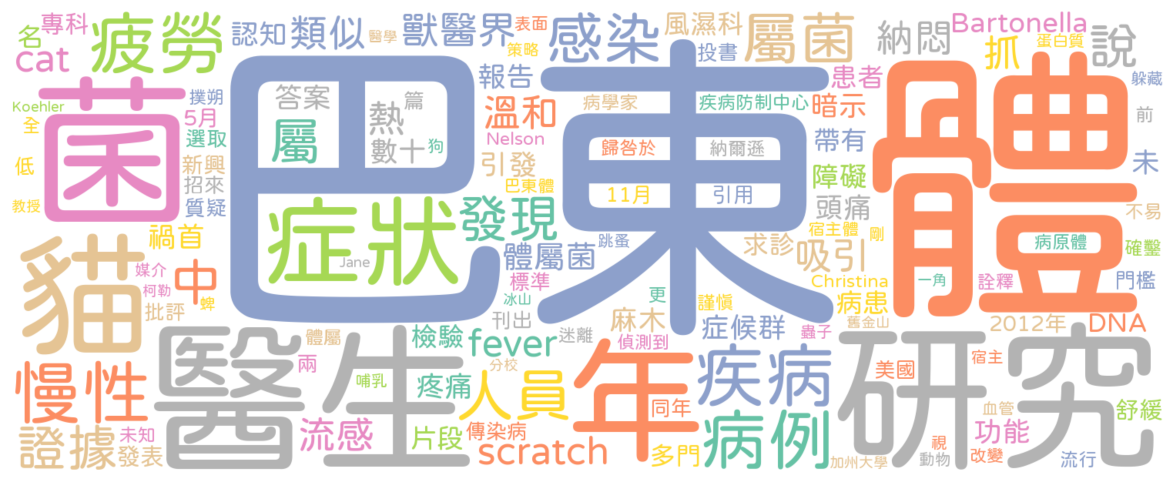 名
專科
疲勞
認知
類似
醫學
獸醫界
表面
策略
感染
風濕科
投書
屬菌
納悶
Bartonella
抓
蛋白質
說
cat
Koehler
撲朔
菌
5月
全
選取
低
新興
招來
教授
質疑
巴
東
體
答案
篇
熱
屬
數十
狗
報告
溫和
Nelson
引發
巴東體
病學家
疾病防制中心
歸咎於
納爾遜
11月
引用
患者
暗示
帶有
障礙
頭痛
宿主體
剛
躲藏
前
未
不易
確鑿
病原體
門檻
詮釋
一角
症狀
Jane
發現
跳蚤
體屬菌
標準
冰山
刊出
迷離
求診
吸引
Christina
更
謹慎
病患
舊金山
2012年
DNA
貓
禍首
媒介
柯勒
中
蜱
批評
體屬
兩
醫生
檢驗
fever
麻木
偵測到
症候群
蟲子
年
疾病
研究
美國
宿主
慢性
哺乳
疼痛
分校
人員
同年
病例
血管
舒緩
功能
證據
未知
發表
流感
片段
傳染病
scratch
多門
加州大學
視
動物
改變
流行